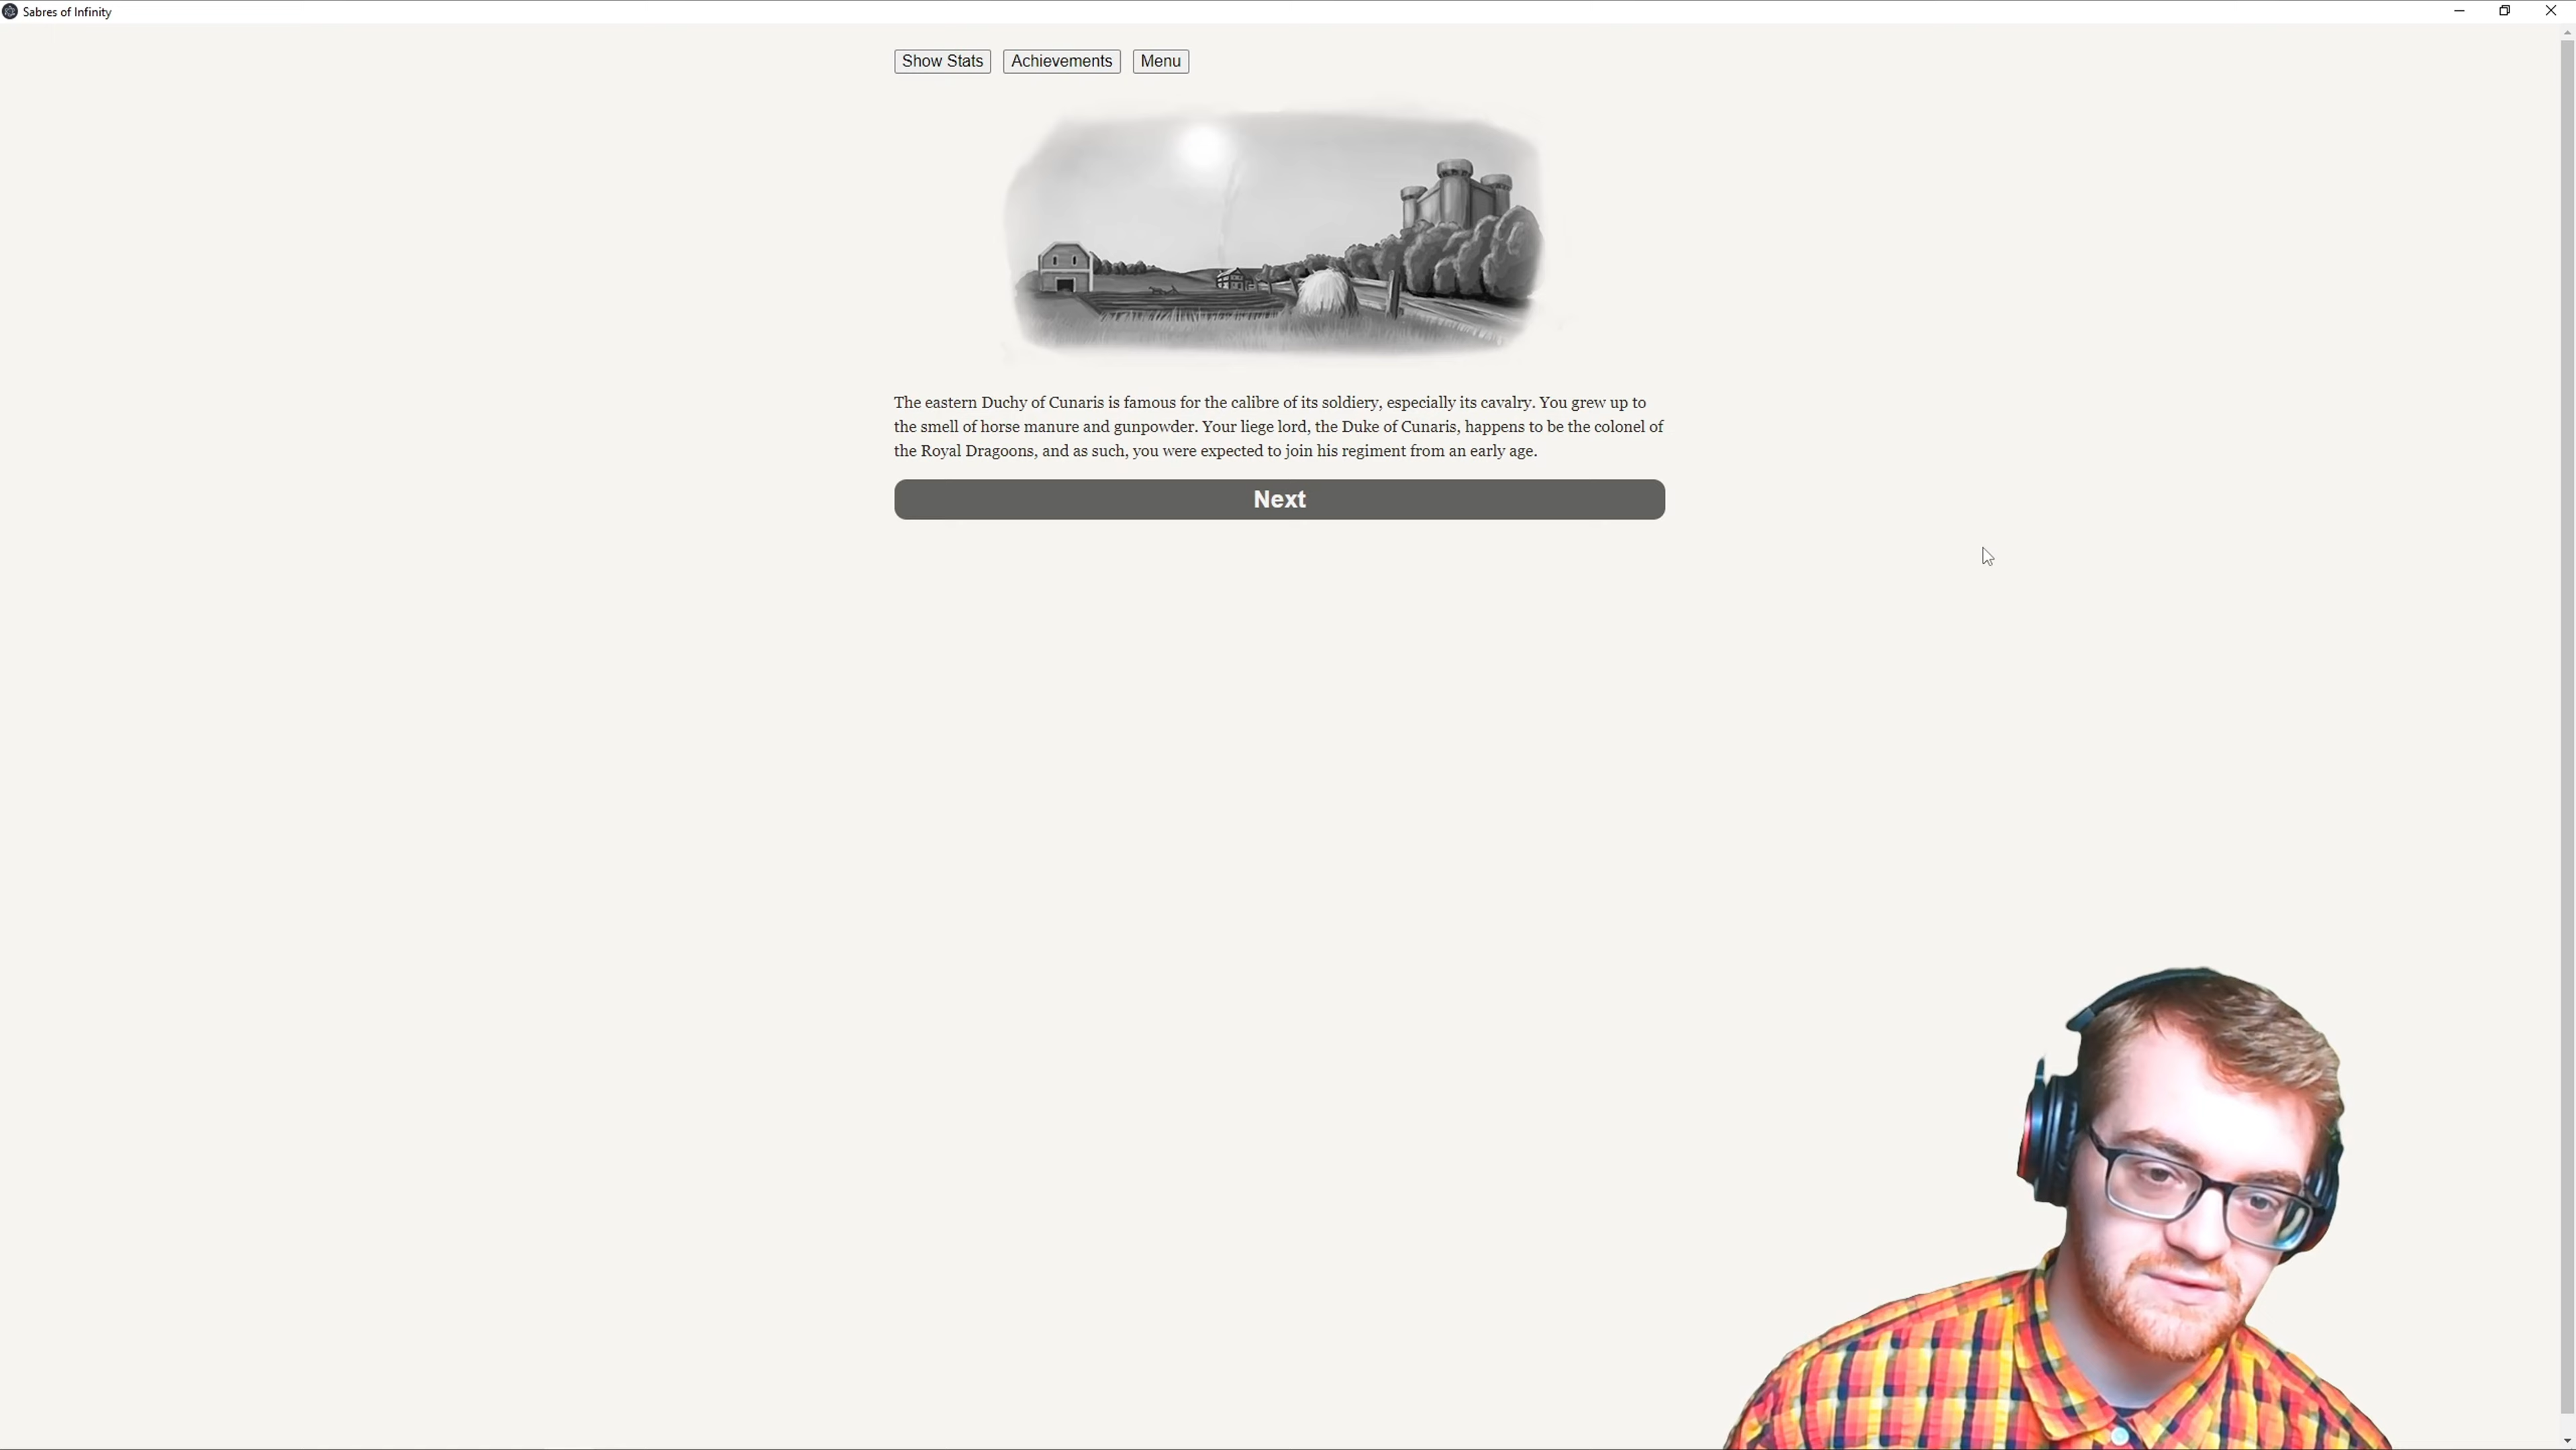 Sabres of Infinity
Show Stats Achievements Menu
The eastern Duchy of Cunaris is famous for the calibre of its soldiery, especially its cavalry. You grew up to
the smell of horse manure and gunpowder. Your liege lord, the Duke of Cunaris, happens to be the colonel of
the Royal Dragoons, and as such, you were expected to join his regiment from an early age.
Next